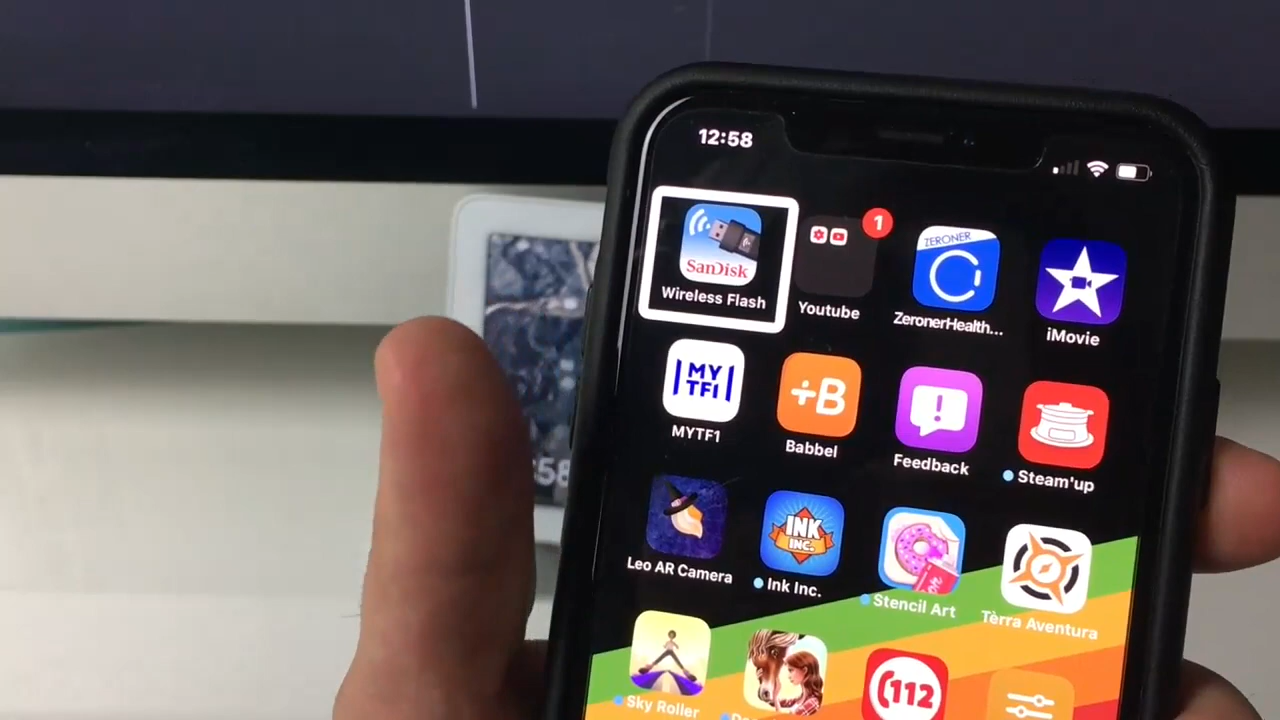 12:58
1
SanDisk
Wireless Flash
Youtube
ZERONER
ZeronerHealth...
iMovie
MY
TF1
MYTF1
+B
Babbel
!
Feedback
Steam'up
Leo AR Camera
INK
INC.
Ink Inc.
Stencil Art
Tèrra Aventura
Sky Roller
112